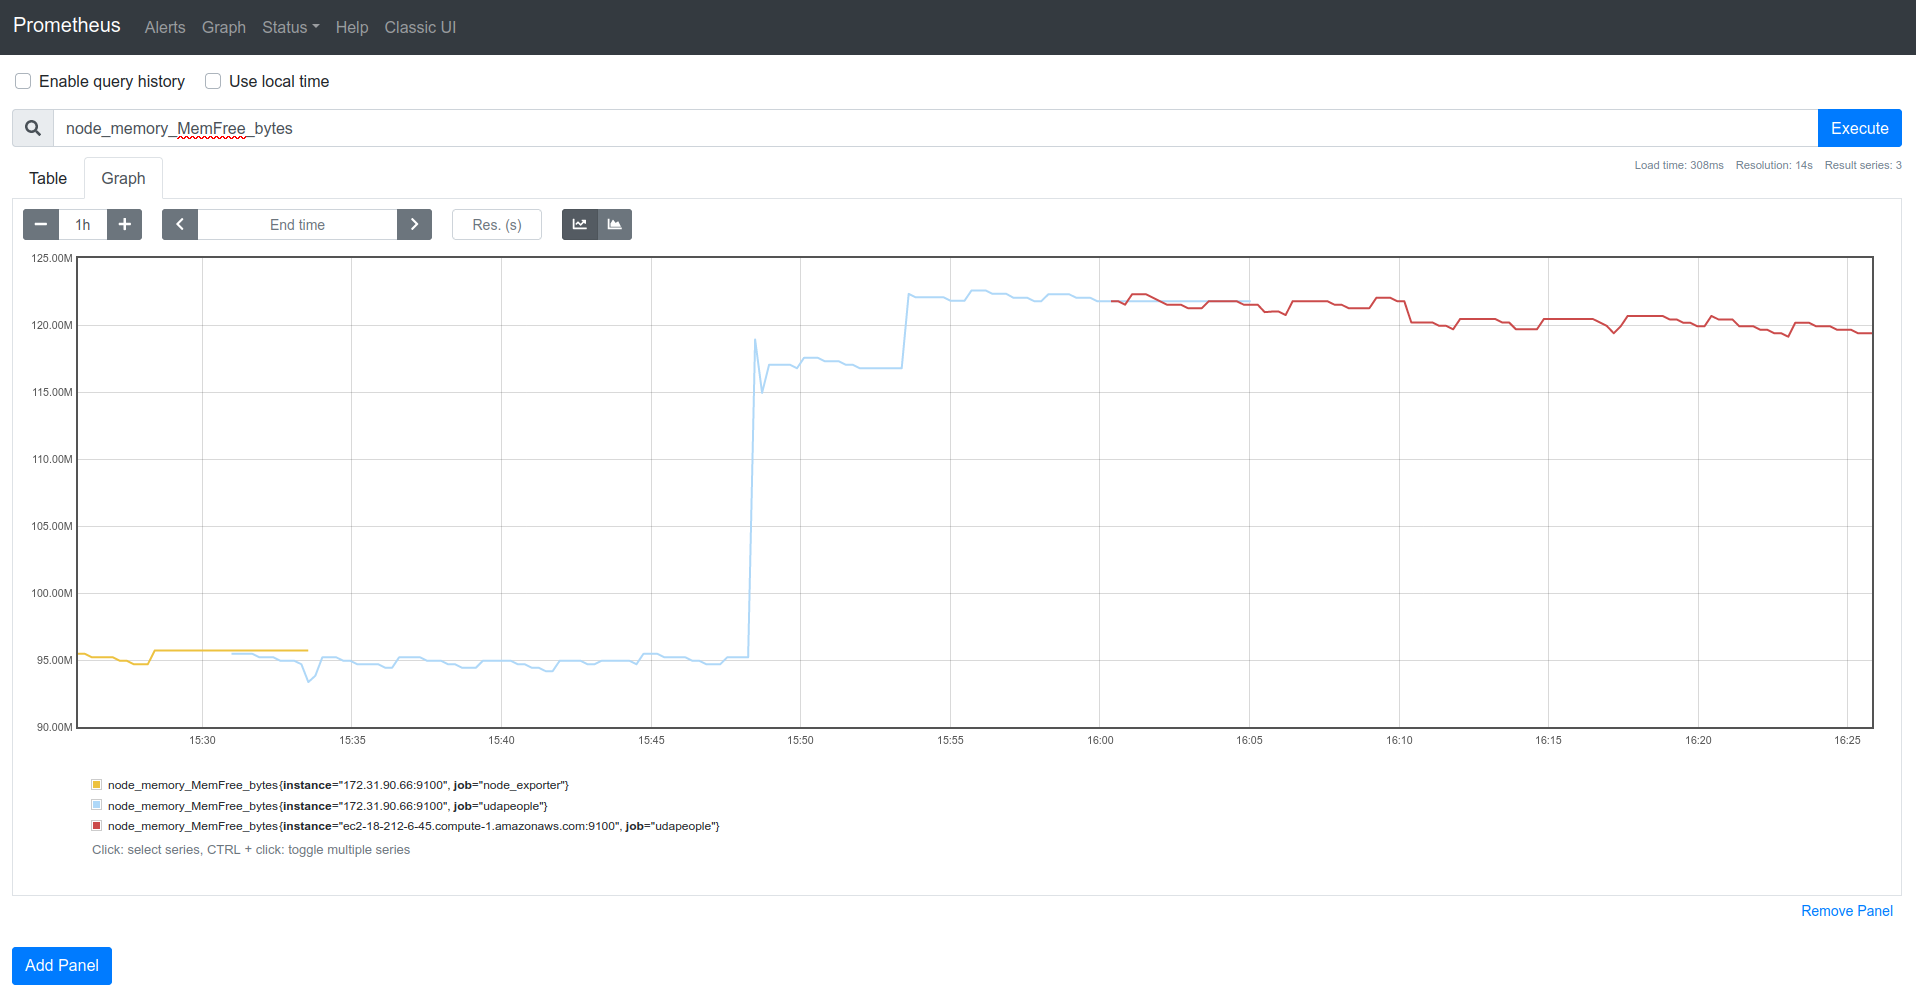 Prometheus Alerts Graph Status Help Classic UI
Enable query history Use local time
node_memory_MemFree_bytes Execute
Table Graph Load time: 308ms Resolution: 14s Result series: 3
1h End time Res. (s)
125.00M
120.00M
115.00M
110.00M
105.00M
100.00M
95.00M
90.00M
15:30 15:35 15:40 15:45 15:50 15:55 16:00 16:05 16:10 16:15 16:20 16:25
node_memory_MemFree_bytes{instance="172.31.90.66:9100", job="node_exporter"}
node_memory_MemFree_bytes{instance="172.31.90.66:9100", job="udapeople"}
node_memory_MemFree_bytes{instance="ec2-18-212-6-45.compute-1.amazonaws.com:9100", job="udapeople"}
Click: select series, CTRL + click: toggle multiple series
Remove Panel
Add Panel